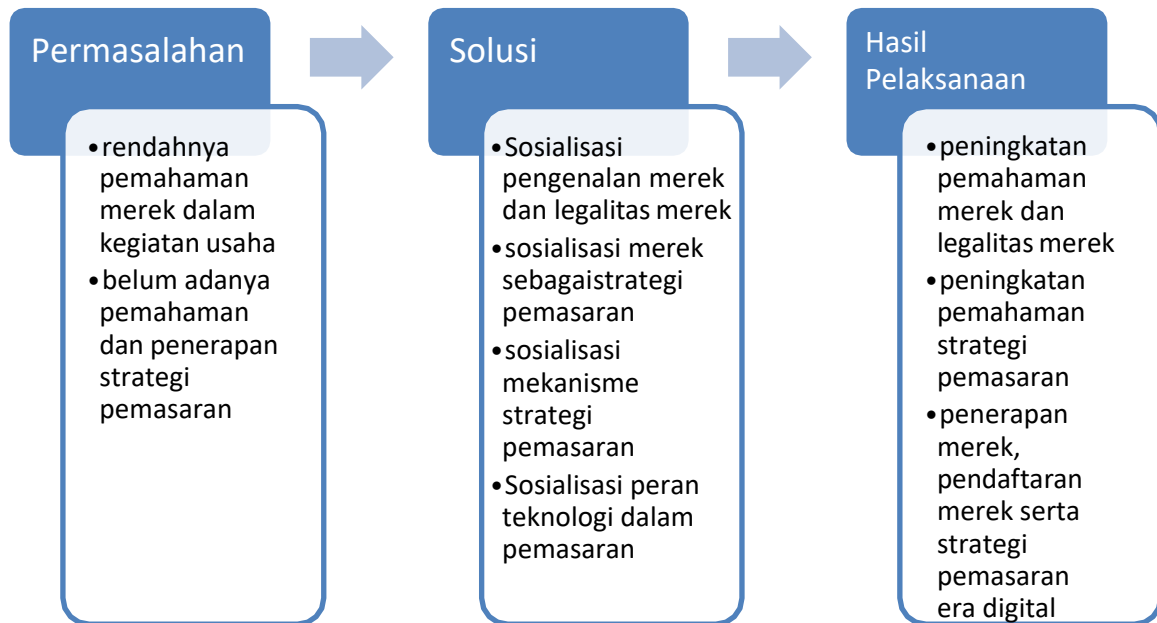 Permasalahan
•rendahnya
pemahaman
merek dalam
kegiatan usaha
•belum adanya
pemahaman
dan penerapan
strategi
pemasaran
Solusi
•Sosialisasi
pengenalan merek
dan legalitas merek
•sosialisasi merek
sebagaistrategi
pemasaran
•sosialisasi
mekanisme
strategi
pemasaran
•Sosialisasi peran
teknologi dalam
pemasaran
Hasil
Pelaksanaan
•peningkatan
pemahaman
merek dan
legalitas merek
•peningkatan
pemahaman
strategi
pemasaran
•penerapan
merek,
pendaftaran
merek serta
strategi
pemasaran
era digital